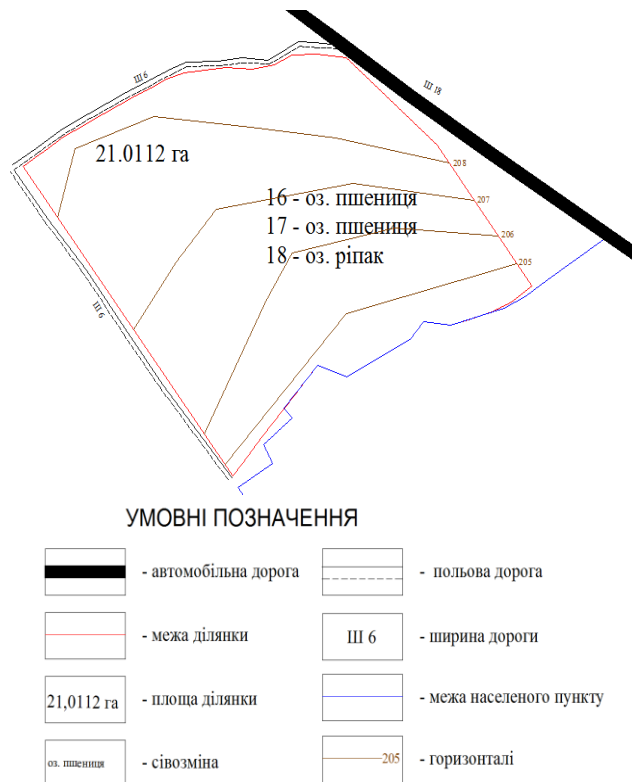 Ш 6
Ш 18
21.0112 га
208
16 - оз. пшениця
207
17 - оз. пшениця
206
18 - оз. ріпак
205
Ш 6
УМОВНІ ПОЗНАЧЕННЯ
- автомобільна дорога
- польова дорога
- межа ділянки
Ш 6
- ширина дороги
21,0112 га
- площа ділянки
- межа населеного пункту
оз. пшениця
- сівозміна
205
- горизонталі